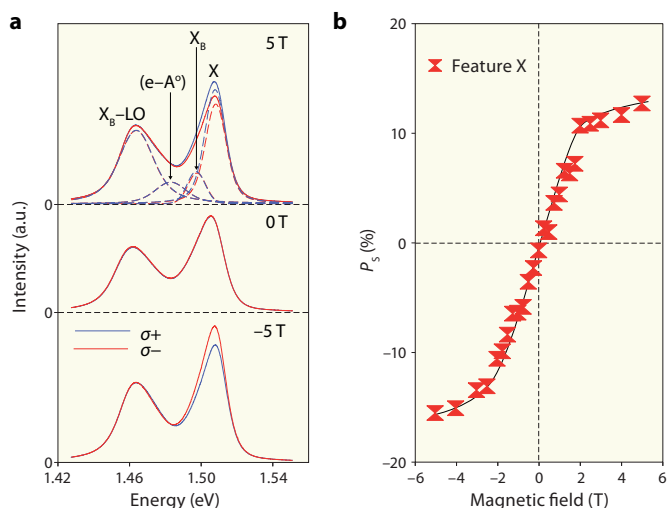 a
5 T
X_B
X
(e–A°)
X_B–LO
0
0 T
0
σ+
σ−
−5 T
0
1.42
1.46
1.50
1.54
Energy (eV)
Intensity (a.u.)
b
20
Feature X
10
0
−10
−20
P_s (%)
−6
−4
−2
0
2
4
6
Magnetic field (T)